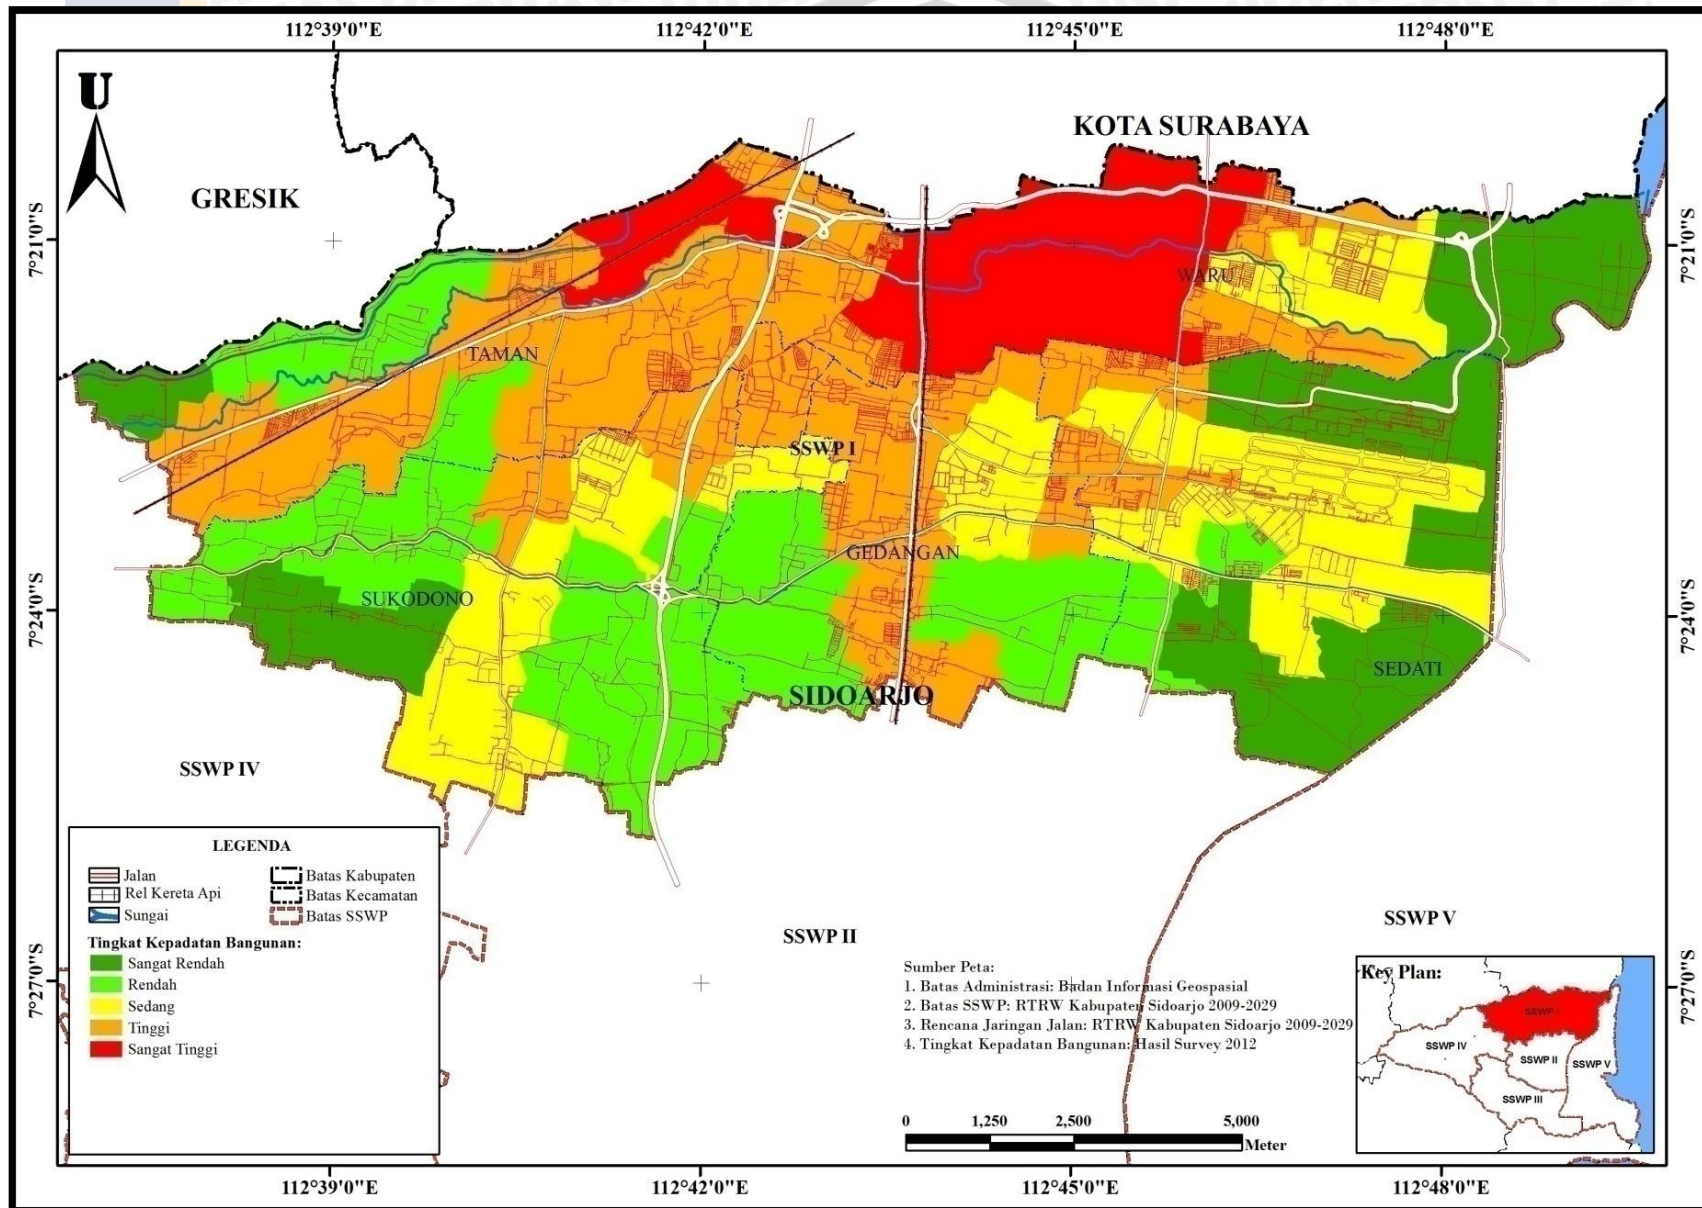 112°39'0"E
112°42'0"E
112°45'0"E
112°48'0"E
U
KOTA SURABAYA
GRESIK
7°21'0"S
7°21'0"S
WARU
TAMAN
SSWP I
GEDANGAN
SUKODONO
7°24'0"S
7°24'0"S
SEDATI
SIDOARJO
SSWP IV
SSWP II
SSWP V
LEGENDA
Jalan
Rel Kereta Api
Sungai
Batas Kabupaten
Batas Kecamatan
Batas SSWP
Tingkat Kepadatan Bangunan:
Sangat Rendah
Rendah
Sedang
Tinggi
Sangat Tinggi
7°27'0"S
7°27'0"S
Sumber Peta:
1. Batas Administrasi: Badan Informasi Geospasial
2. Batas SSWP: RTRW Kabupaten Sidoarjo 2009-2029
3. Rencana Jaringan Jalan: RTRW Kabupaten Sidoarjo 2009-2029
4. Tingkat Kepadatan Bangunan: Hasil Survey 2012
0 1,250 2,500 5,000
Meter
Key Plan:
SSWP I
SSWP IV
SSWP II
SSWP V
SSWP III
112°39'0"E
112°42'0"E
112°45'0"E
112°48'0"E